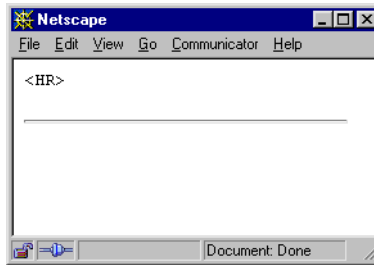 Netscape
File Edit View Go Communicator Help
<HR>
Document: Done